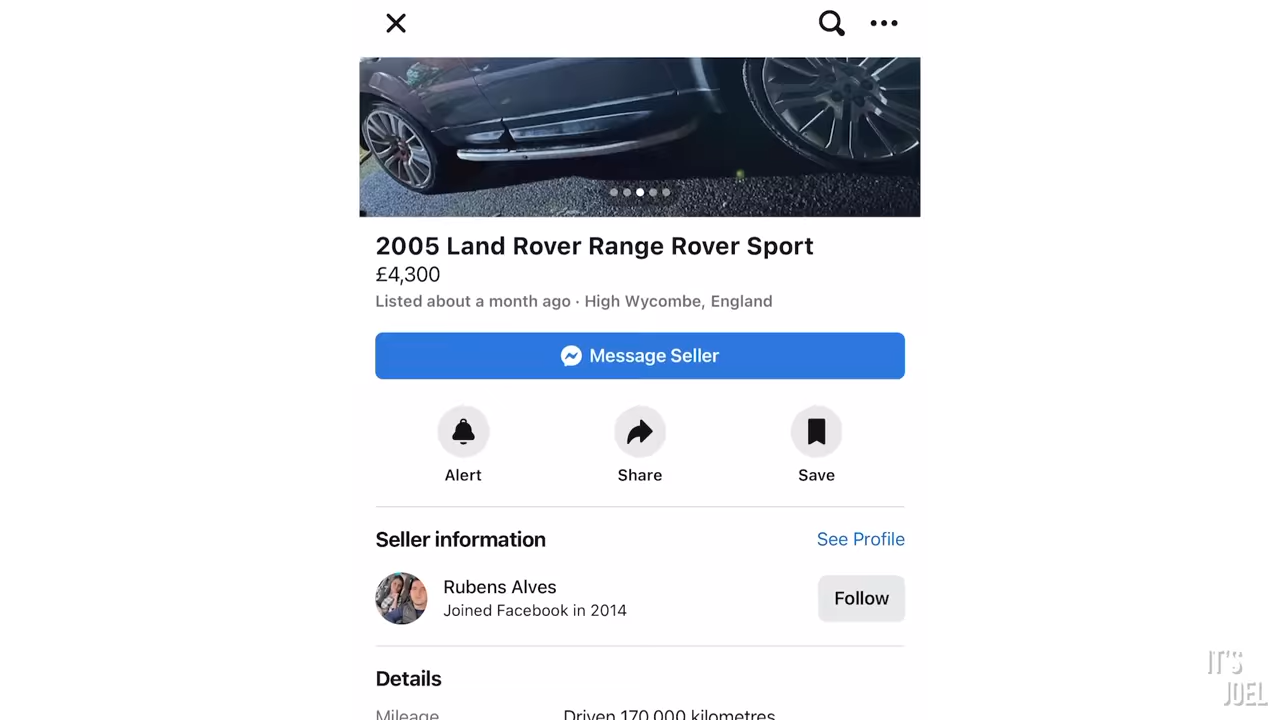 2005 Land Rover Range Rover Sport
£4,300
Listed about a month ago · High Wycombe, England
Message Seller
Alert
Share
Save
Seller information
See Profile
Rubens Alves
Joined Facebook in 2014
Follow
Details
Mileage
Driven 170,000 kilometres
IT'S
JOEL